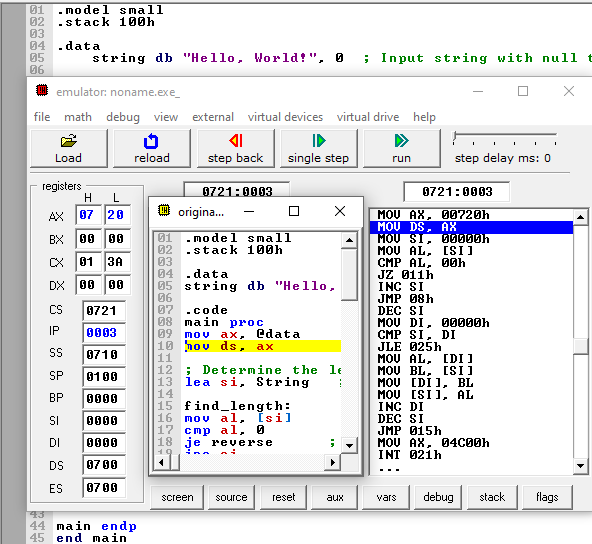 01 .model small
02 .stack 100h
03
04 .data
05 string db "Hello, World!", 0 ; Input string with null t
06
emulator: noname.exe_
file math debug view external virtual devices virtual drive help
Load reload step back single step run step delay ms: 0
registers
H L
AX 07 20
BX 00 00
CX 01 3A
DX 00 00
CS 0721
IP 0003
SS 0710
SP 0100
BP 0000
SI 0000
DI 0000
DS 0700
ES 0700
0721:0003
0721:0003
origina...
01 .model small
02 .stack 100h
03
04 .data
05 string db "Hello,
06
07 .code
08 main proc
09 mov ax, @data
10 mov ds, ax
11
12 ; Determine the le
13 lea si, String ;
14
15 find_length:
16 mov al, [si]
17 cmp al, 0
18 je reverse ;
19 inc si
MOV AX, 00720h
MOV DS, AX
MOV SI, 00000h
MOV AL, [SI]
CMP AL, 00h
JZ 011h
INC SI
JMP 08h
DEC SI
MOV DI, 00000h
CMP SI, DI
JLE 025h
MOV AL, [DI]
MOV BL, [SI]
MOV [DI], BL
MOV [SI], AL
INC DI
DEC SI
JMP 015h
MOV AX, 04C00h
INT 021h
...
screen source reset aux vars debug stack flags
43
44 main endp
45 end main